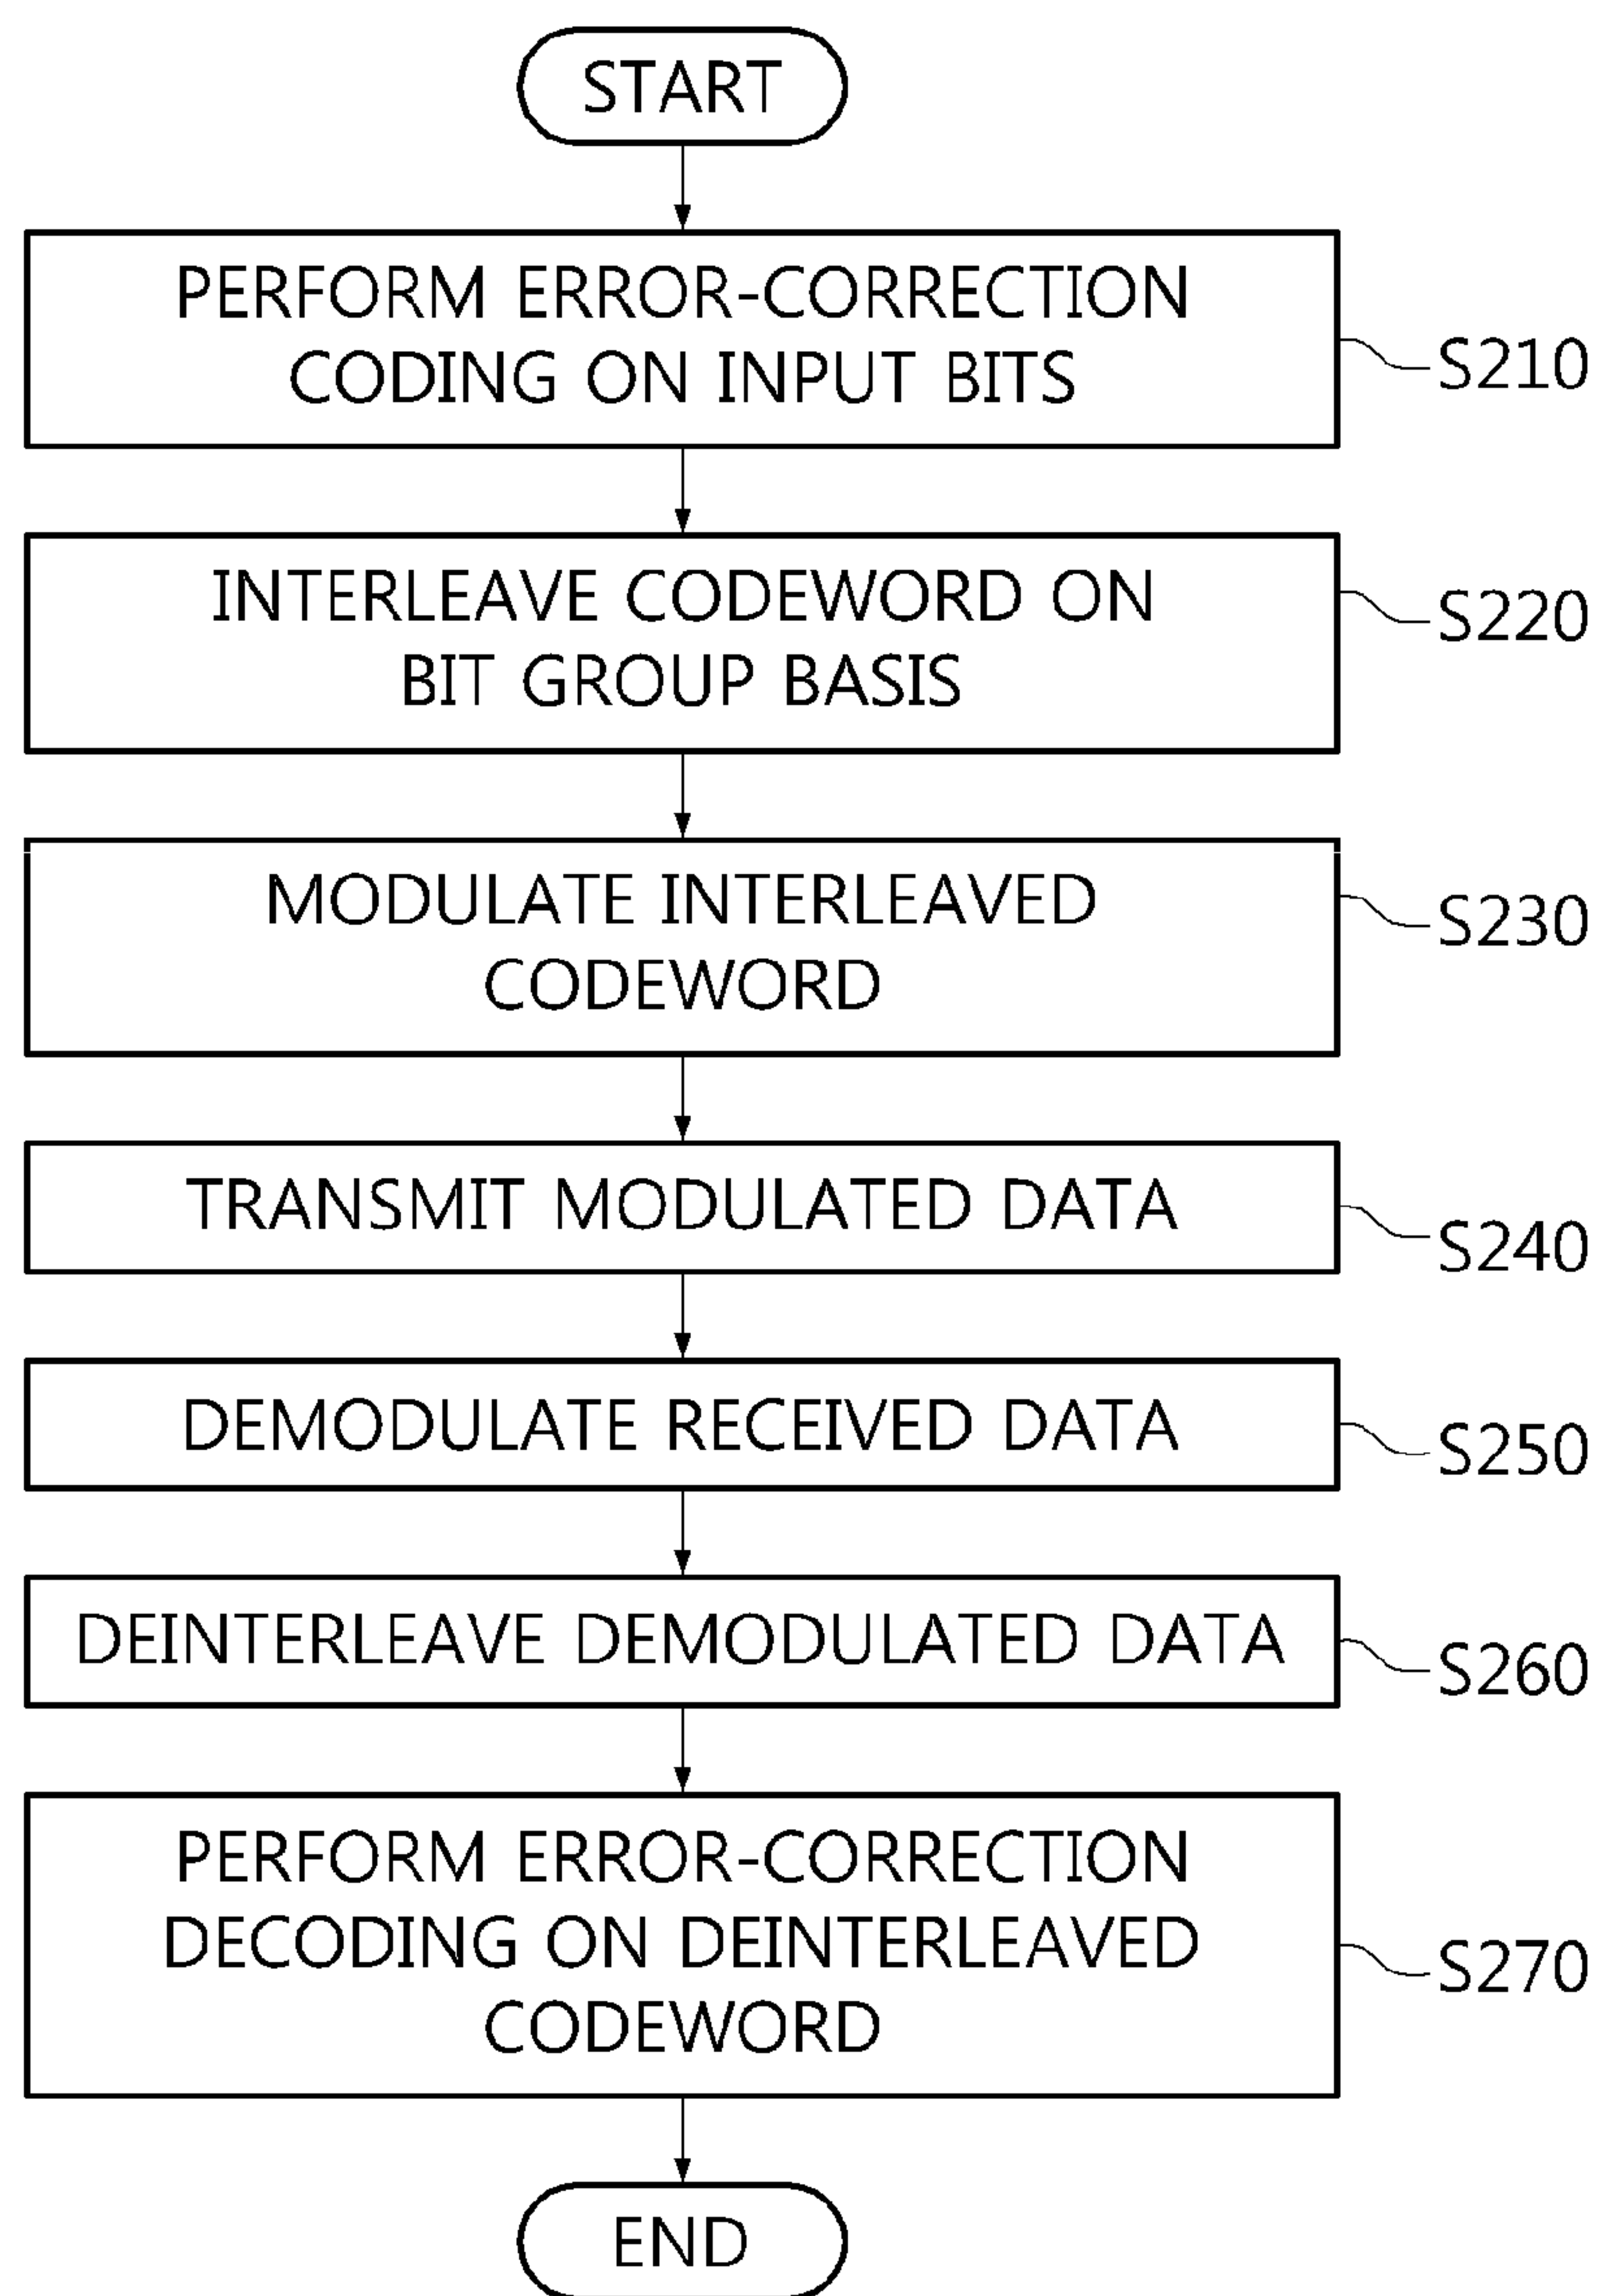 START
PERFORM ERROR-CORRECTION
CODING ON INPUT BITS
S210
INTERLEAVE CODEWORD ON
BIT GROUP BASIS
S220
MODULATE INTERLEAVED
CODEWORD
S230
TRANSMIT MODULATED DATA
S240
DEMODULATE RECEIVED DATA
S250
DEINTERLEAVE DEMODULATED DATA
S260
PERFORM ERROR-CORRECTION
DECODING ON DEINTERLEAVED
CODEWORD
S270
END